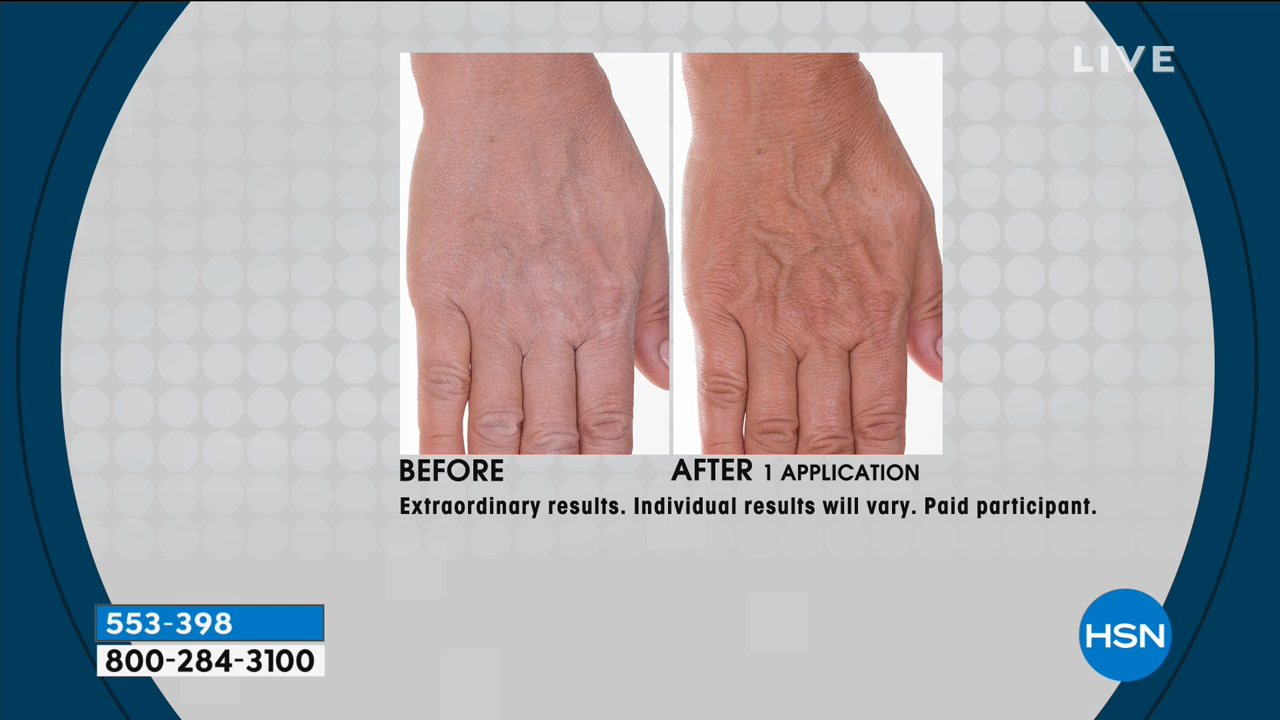 LIVE
BEFORE
AFTER 1 APPLICATION
Extraordinary results. Individual results will vary. Paid participant.
553-398
800-284-3100
HSN